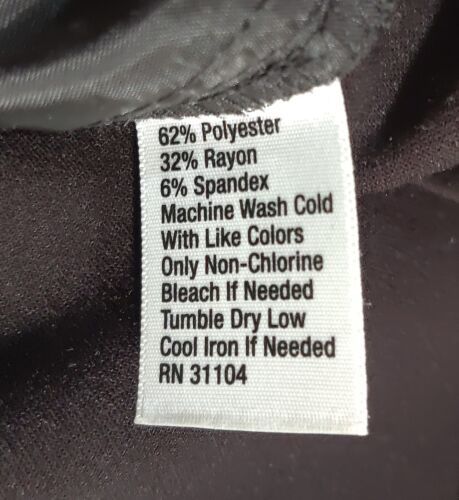 62% Polyester
32% Rayon
6% Spandex
Machine Wash Cold
With Like Colors
Only Non-Chlorine
Bleach If Needed
Tumble Dry Low
Cool Iron If Needed
RN 31104